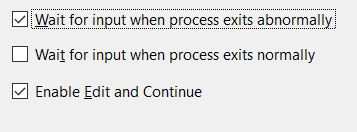 Wait for input when process exits abnormally
Wait for input when process exits normally
Enable Edit and Continue